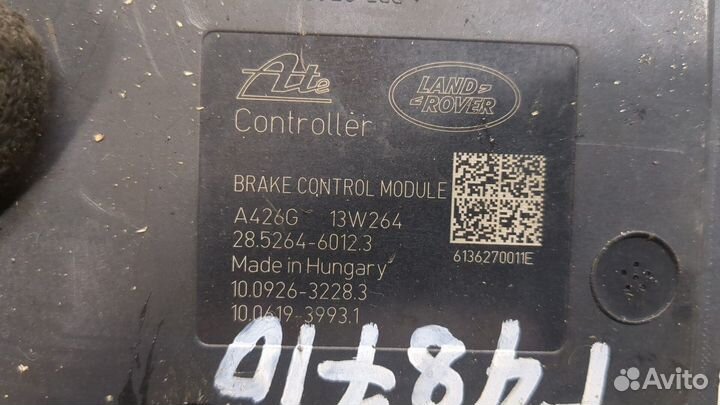 Ate
LAND ROVER
Controller
BRAKE CONTROL MODULE
A426G 13W264
28.5264-6012.3
6136270011E
Made in Hungary
10.0926-3228.3
10.0619-3993.1
Avito